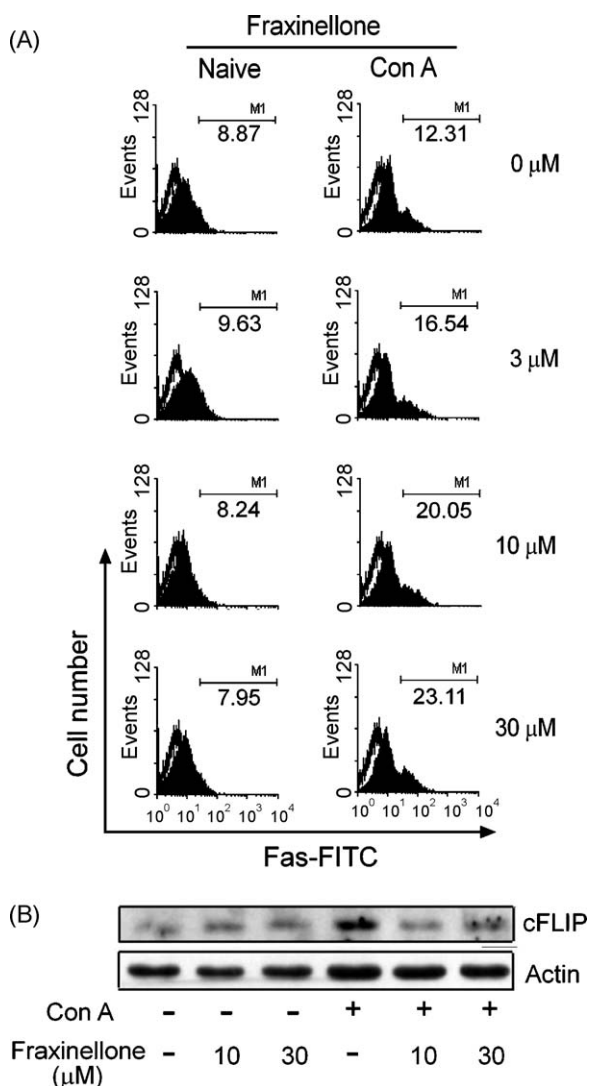 (A)
Fraxinellone
Naive Con A
128 Events 0 M1 8.87
128 Events 0 M1 12.31
0 μM
128 Events 0 M1 9.63
128 Events 0 M1 16.54
3 μM
128 Events 0 M1 8.24
128 Events 0 M1 20.05
10 μM
128 Events 0 M1 7.95
128 Events 0 M1 23.11
30 μM
10⁰ 10¹ 10² 10³ 10⁴ 10⁰ 10¹ 10² 10³ 10⁴
Cell number
Fas-FITC
(B)
cFLIP
Actin
Con A - - - + + +
Fraxinellone - 10 30 - 10 30
(μM)